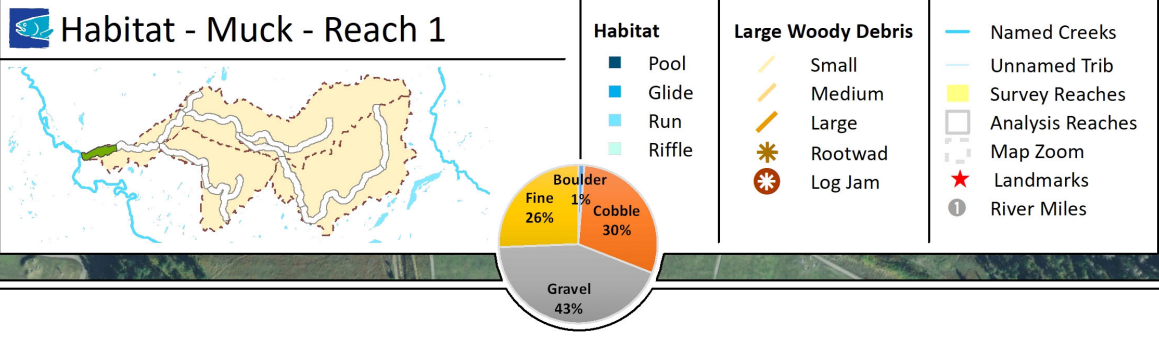 Habitat - Muck - Reach 1
Habitat
Pool
Glide
Run
Riffle
Large Woody Debris
Small
Medium
Large
Rootwad
Log Jam
Named Creeks
Unnamed Trib
Survey Reaches
Analysis Reaches
Map Zoom
Landmarks
1 River Miles
Boulder
1%
Fine
26%
Cobble
30%
Gravel
43%